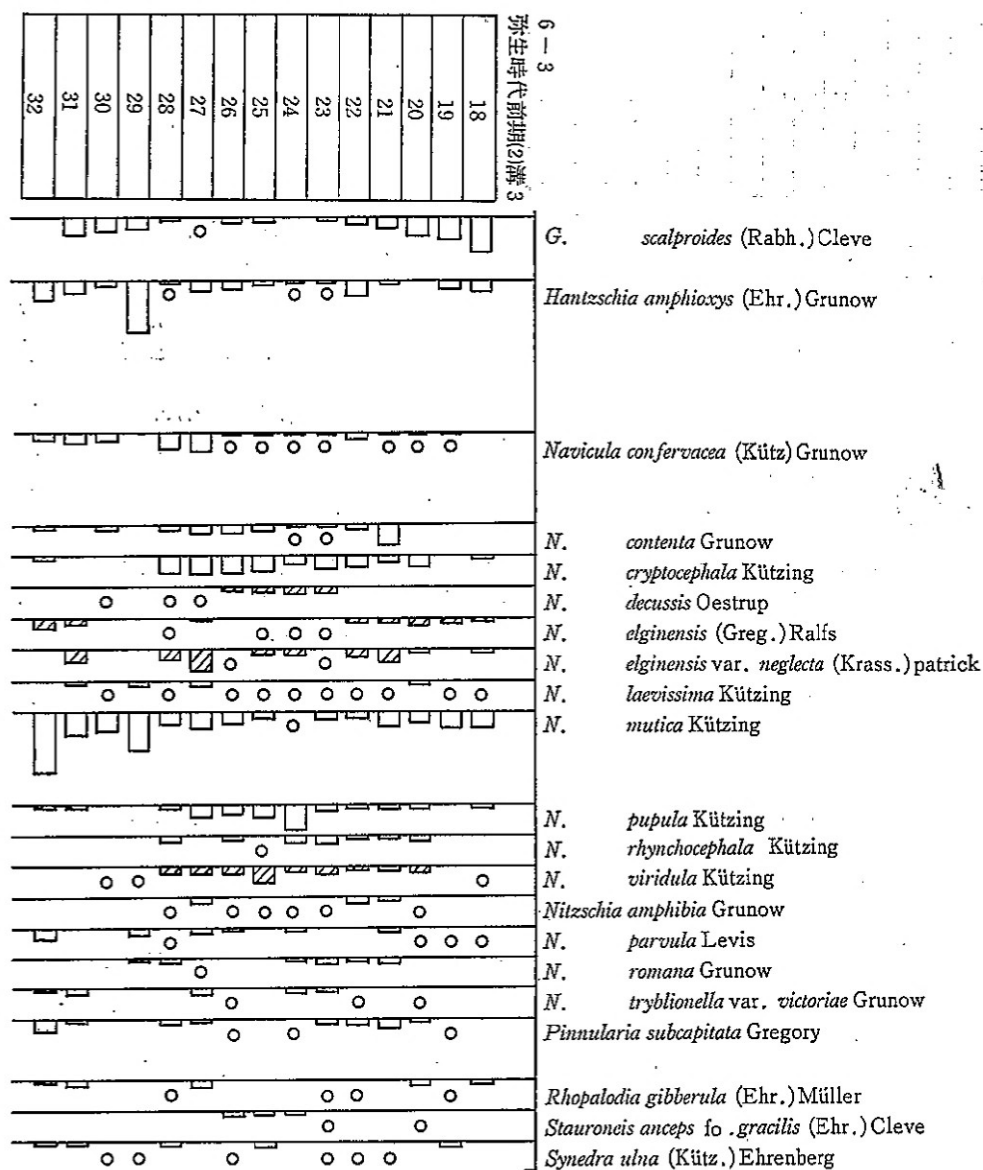 6－3
弥生時代前期(2)溝3
32 31 30 29 28 27 26 25 24 23 22 21 20 19 18
G. scalproides (Rabh.) Cleve
Hantzschia amphioxys (Ehr.) Grunow
Navicula confervacea (Kütz) Grunow
N. contenta Grunow
N. cryptocephala Kützing
N. decussis Oestrup
N. elginensis (Greg.) Ralfs
N. elginensis var. neglecta (Krass.) patrick
N. laevissima Kützing
N. mutica Kützing
N. pupula Kützing
N. rhynchocephala Kützing
N. viridula Kützing
Nitzschia amphibia Grunow
N. parvula Levis
N. romana Grunow
N. tryblionella var. victoriae Grunow
Pinnularia subcapitata Gregory
Rhopalodia gibberula (Ehr.) Müller
Stauroneis anceps fo. gracilis (Ehr.) Cleve
Synedra ulna (Kütz.) Ehrenberg